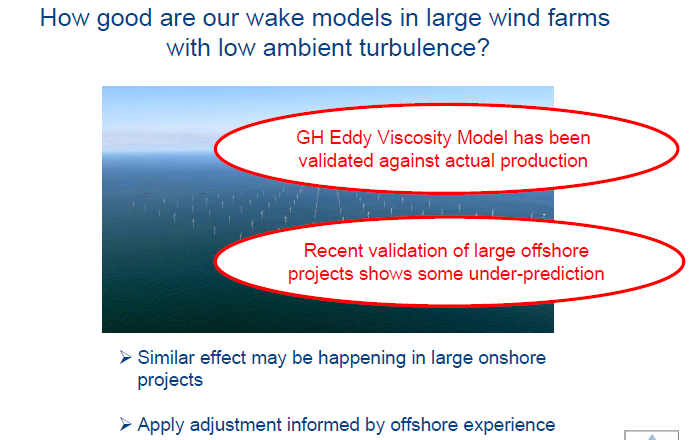 How good are our wake models in large wind farms
with low ambient turbulence?
GH Eddy Viscosity Model has been
validated against actual production
Recent validation of large offshore
projects shows some under-prediction
➢ Similar effect may be happening in large onshore
projects
➢ Apply adjustment informed by offshore experience